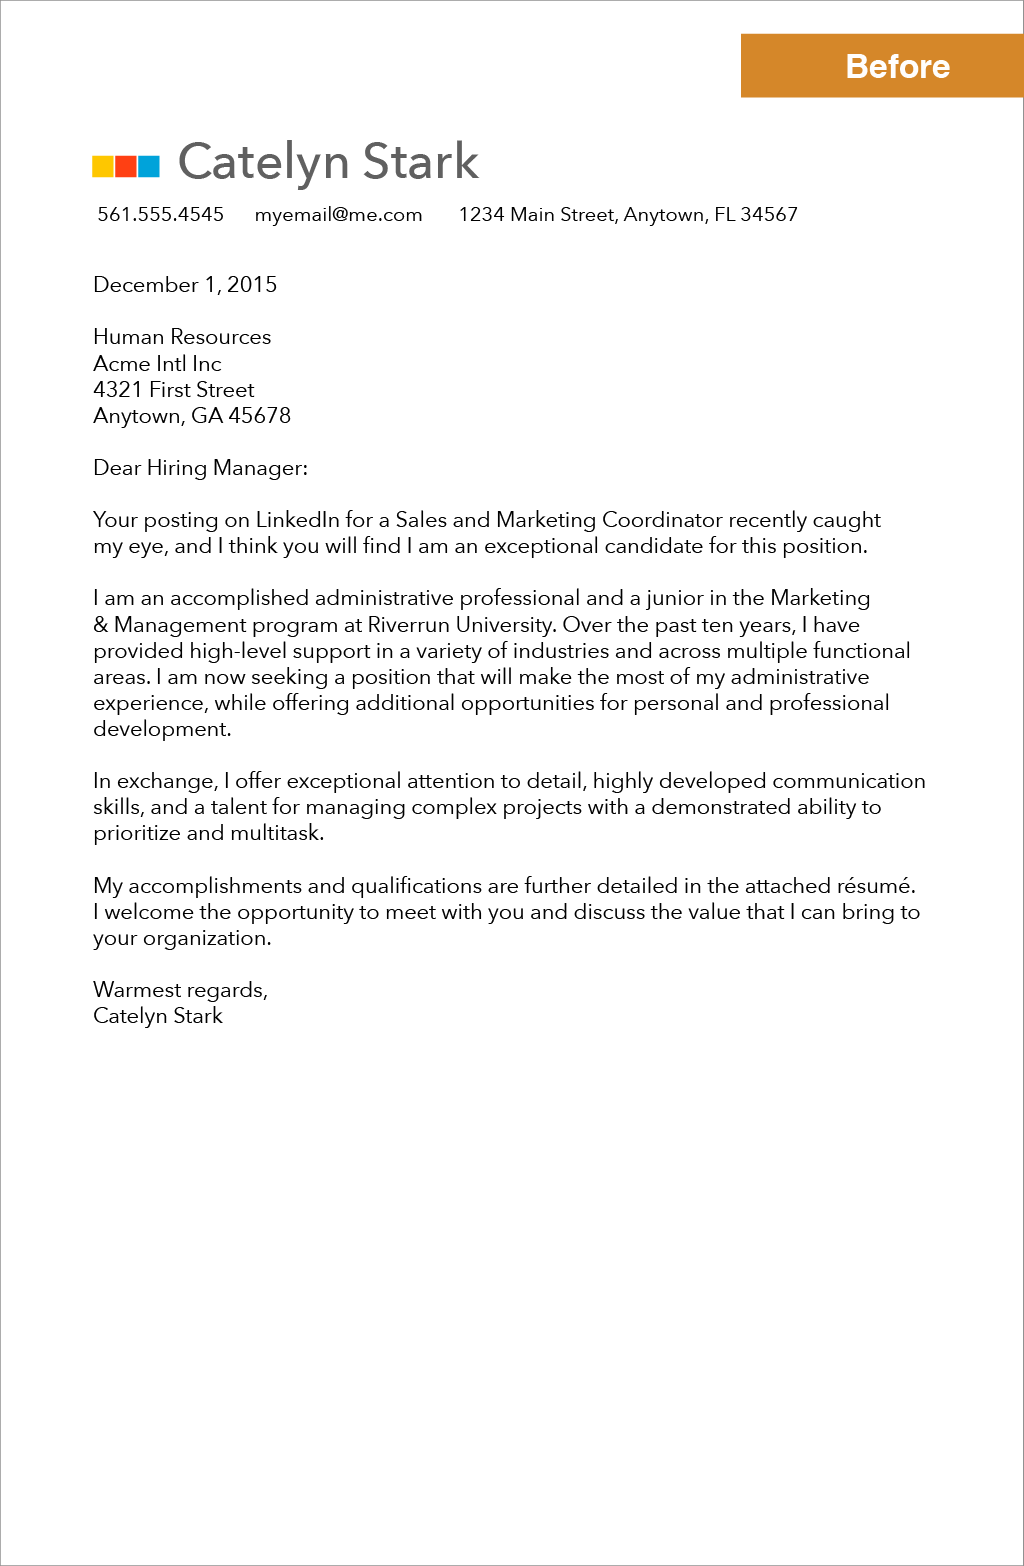 Before
Catelyn Stark
561.555.4545 myemail@me.com 1234 Main Street, Anytown, FL 34567
December 1, 2015
Human Resources
Acme Intl Inc
4321 First Street
Anytown, GA 45678
Dear Hiring Manager:
Your posting on LinkedIn for a Sales and Marketing Coordinator recently caught
my eye, and I think you will find I am an exceptional candidate for this position.
I am an accomplished administrative professional and a junior in the Marketing
& Management program at Riverrun University. Over the past ten years, I have
provided high-level support in a variety of industries and across multiple functional
areas. I am now seeking a position that will make the most of my administrative
experience, while offering additional opportunities for personal and professional
development.
In exchange, I offer exceptional attention to detail, highly developed communication
skills, and a talent for managing complex projects with a demonstrated ability to
prioritize and multitask.
My accomplishments and qualifications are further detailed in the attached résumé.
I welcome the opportunity to meet with you and discuss the value that I can bring to
your organization.
Warmest regards,
Catelyn Stark